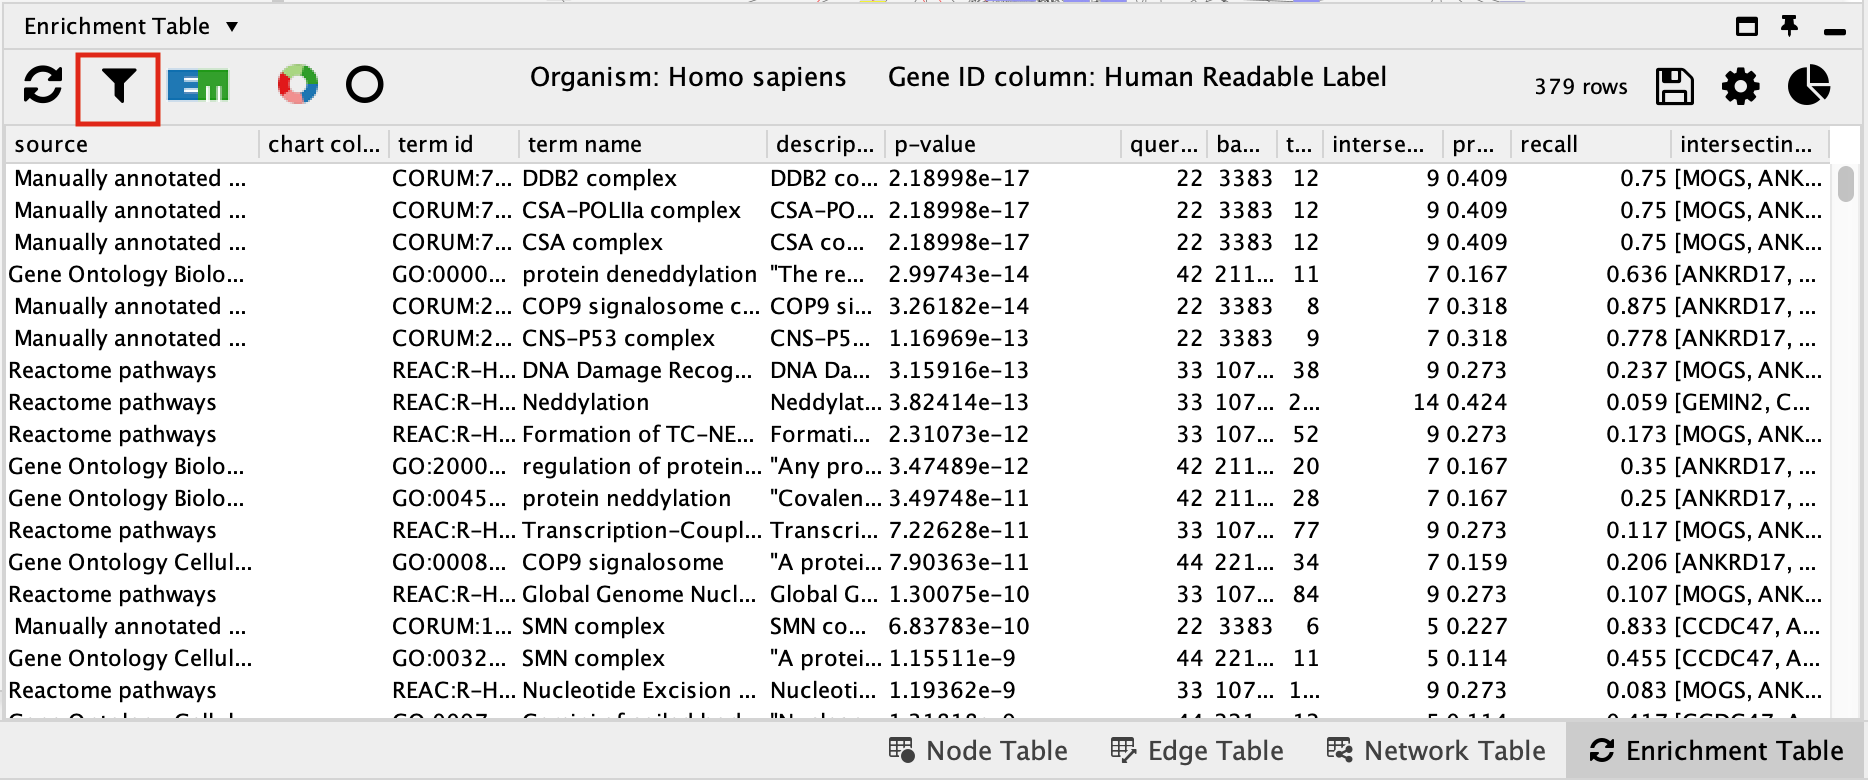 Enrichment Table ▼
EM Organism: Homo sapiens Gene ID column: Human Readable Label 379 rows
source chart col... term id term name descrip... p-value quer... ba... t... interse... pr... recall intersectin...
Manually annotated ... CORUM:7... DDB2 complex DDB2 co... 2.18998e-17 22 3383 12 9 0.409 0.75 [MOGS, ANK...
Manually annotated ... CORUM:7... CSA-POLIIa complex CSA-PO... 2.18998e-17 22 3383 12 9 0.409 0.75 [MOGS, ANK...
Manually annotated ... CORUM:7... CSA complex CSA co... 2.18998e-17 22 3383 12 9 0.409 0.75 [MOGS, ANK...
Gene Ontology Biolo... GO:0000... protein deneddylation "The re... 2.99743e-14 42 211... 11 7 0.167 0.636 [ANKRD17, ...
Manually annotated ... CORUM:2... COP9 signalosome c... COP9 si... 3.26182e-14 22 3383 8 7 0.318 0.875 [ANKRD17, ...
Manually annotated ... CORUM:2... CNS-P53 complex CNS-P5... 1.16969e-13 22 3383 9 7 0.318 0.778 [ANKRD17, ...
Reactome pathways REAC:R-H... DNA Damage Recog... DNA Da... 3.15916e-13 33 107... 38 9 0.273 0.237 [MOGS, ANK...
Reactome pathways REAC:R-H... Neddylation Neddylat... 3.82414e-13 33 107... 2... 14 0.424 0.059 [GEMIN2, C...
Reactome pathways REAC:R-H... Formation of TC-NE... Formati... 2.31073e-12 33 107... 52 9 0.273 0.173 [MOGS, ANK...
Gene Ontology Biolo... GO:2000... regulation of protein... "Any pro... 3.47489e-12 42 211... 20 7 0.167 0.35 [ANKRD17, ...
Gene Ontology Biolo... GO:0045... protein neddylation "Covalen... 3.49748e-11 42 211... 28 7 0.167 0.25 [ANKRD17, ...
Reactome pathways REAC:R-H... Transcription-Coupl... Transcri... 7.22628e-11 33 107... 77 9 0.273 0.117 [MOGS, ANK...
Gene Ontology Cellul... GO:0008... COP9 signalosome "A protei... 7.90363e-11 44 221... 34 7 0.159 0.206 [ANKRD17, ...
Reactome pathways REAC:R-H... Global Genome Nucl... Global G... 1.30075e-10 33 107... 84 9 0.273 0.107 [MOGS, ANK...
Manually annotated ... CORUM:1... SMN complex SMN co... 6.83783e-10 22 3383 6 5 0.227 0.833 [CCDC47, A...
Gene Ontology Cellul... GO:0032... SMN complex "A protei... 1.15511e-9 44 221... 11 5 0.114 0.455 [CCDC47, A...
Reactome pathways REAC:R-H... Nucleotide Excision ... Nucleoti... 1.19362e-9 33 107... 1... 9 0.273 0.083 [MOGS, ANK...
Node Table Edge Table Network Table Enrichment Table